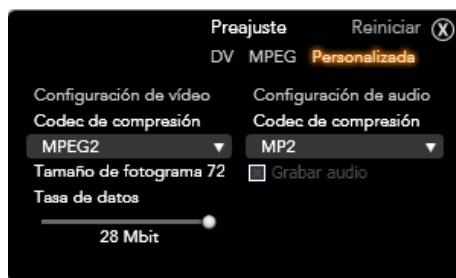 Preajuste Reiniciar X
DV MPEG Personalizada
Configuración de vídeo Configuración de audio
Codec de compresión Codec de compresión
MPEG2 MP2
Tamaño de fotograma 72 Grabar audio
Tasa de datos
28 Mbit